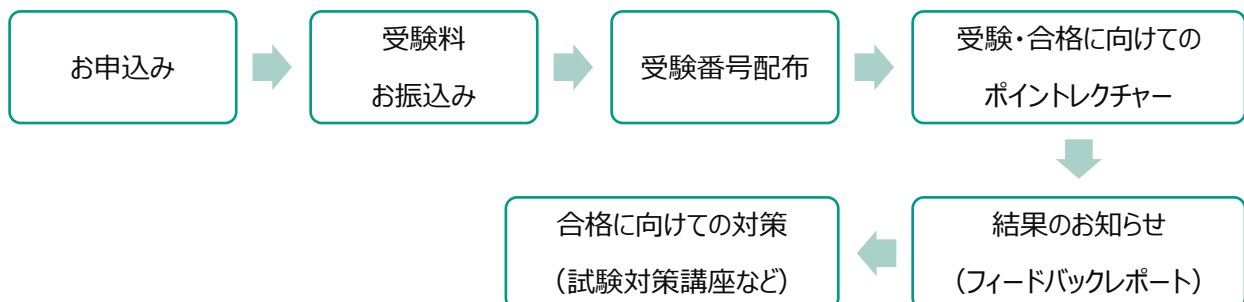 お申込み
受験料
お振込み
受験番号配布
受験・合格に向けての
ポイントレクチャー
結果のお知らせ
（フィードバックレポート）
合格に向けての対策
（試験対策講座など）